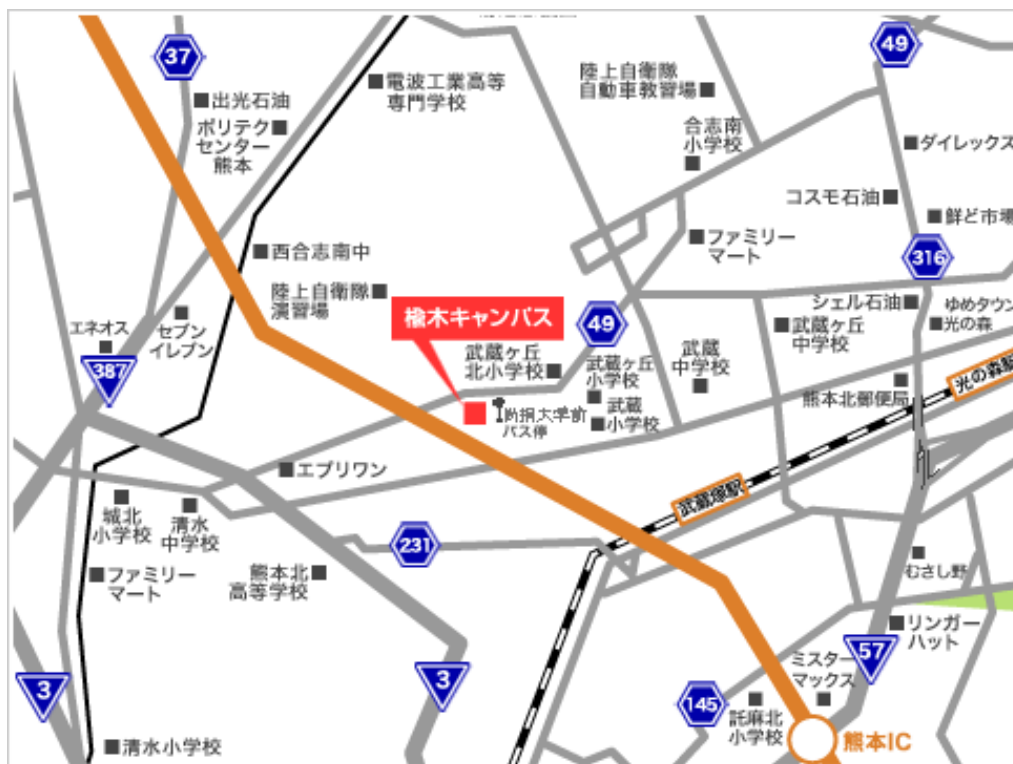 37
49
出光石油
ポリテク
センター
熊本
電波工業高等
専門学校
陸上自衛隊
自動車教習場
合志南
小学校
ダイレックス
コスモ石油
鮮ど市場
ファミリー
マート
316
西合志南中
陸上自衛隊
演習場
楡木キャンパス
49
シェル石油
ゆめタウン
光の森
武蔵ヶ丘
中学校
エネオス
セブン
イレブン
387
武蔵ヶ丘
北小学校
武蔵ヶ丘
小学校
武蔵
中学校
武蔵
小学校
熊本北郵便局
光の森駅
大学前
バス停
エブリワン
武蔵塚駅
城北
小学校
清水
中学校
231
ファミリー
マート
熊本北
高等学校
むさし野
リンガー
ハット
57
3
3
145
ミスター
マックス
託麻北
小学校
清水小学校
熊本IC